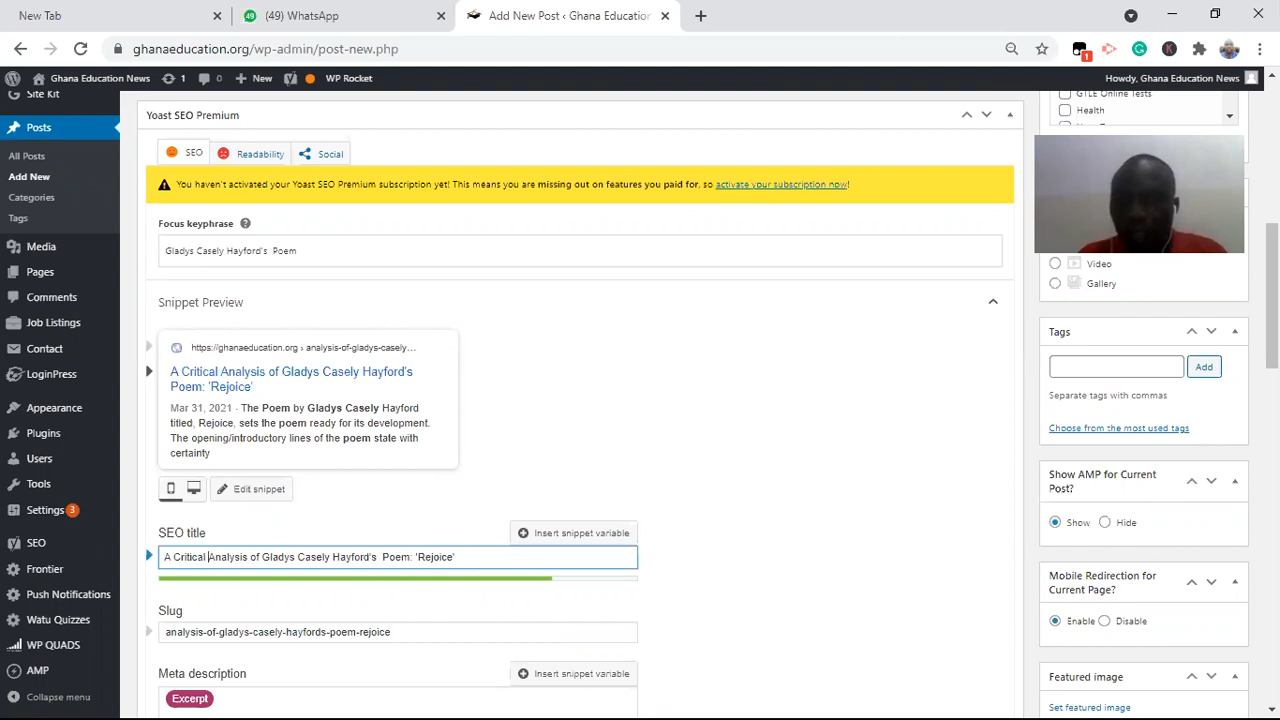 New Tab
(49) WhatsApp
Add New Post ‹ Ghana Education
ghanaeducation.org/wp-admin/post-new.php
1
Ghana Education News
1
0
New
WP Rocket
Howdy, Ghana Education News
Site Kit
Posts
All Posts
Add New
Categories
Tags
Media
Pages
Comments
Job Listings
Contact
LoginPress
Appearance
Plugins
Users
Tools
Settings 3
SEO
Frontier
Push Notifications
Watu Quizzes
WP QUADS
AMP
Collapse menu
Yoast SEO Premium
SEO
Readability
Social
You haven't activated your Yoast SEO Premium subscription yet! This means you are missing out on features you paid for, so activate your subscription now!
Focus keyphrase ?
Gladys Casely Hayford's Poem
Snippet Preview
https://ghanaeducation.org › analysis-of-gladys-casely...
A Critical Analysis of Gladys Casely Hayford's
Poem: 'Rejoice'
Mar 31, 2021 · The Poem by Gladys Casely Hayford
titled, Rejoice, sets the poem ready for its development.
The opening/introductory lines of the poem state with
certainty
Edit snippet
SEO title
Insert snippet variable
A Critical Analysis of Gladys Casely Hayford's Poem: 'Rejoice'
Slug
analysis-of-gladys-casely-hayfords-poem-rejoice
Meta description
Insert snippet variable
Excerpt
GTLE Online Tests
Health
Video
Gallery
Tags
Add
Separate tags with commas
Choose from the most used tags
Show AMP for Current
Post?
Show
Hide
Mobile Redirection for
Current Page?
Enable
Disable
Featured image
Set featured image